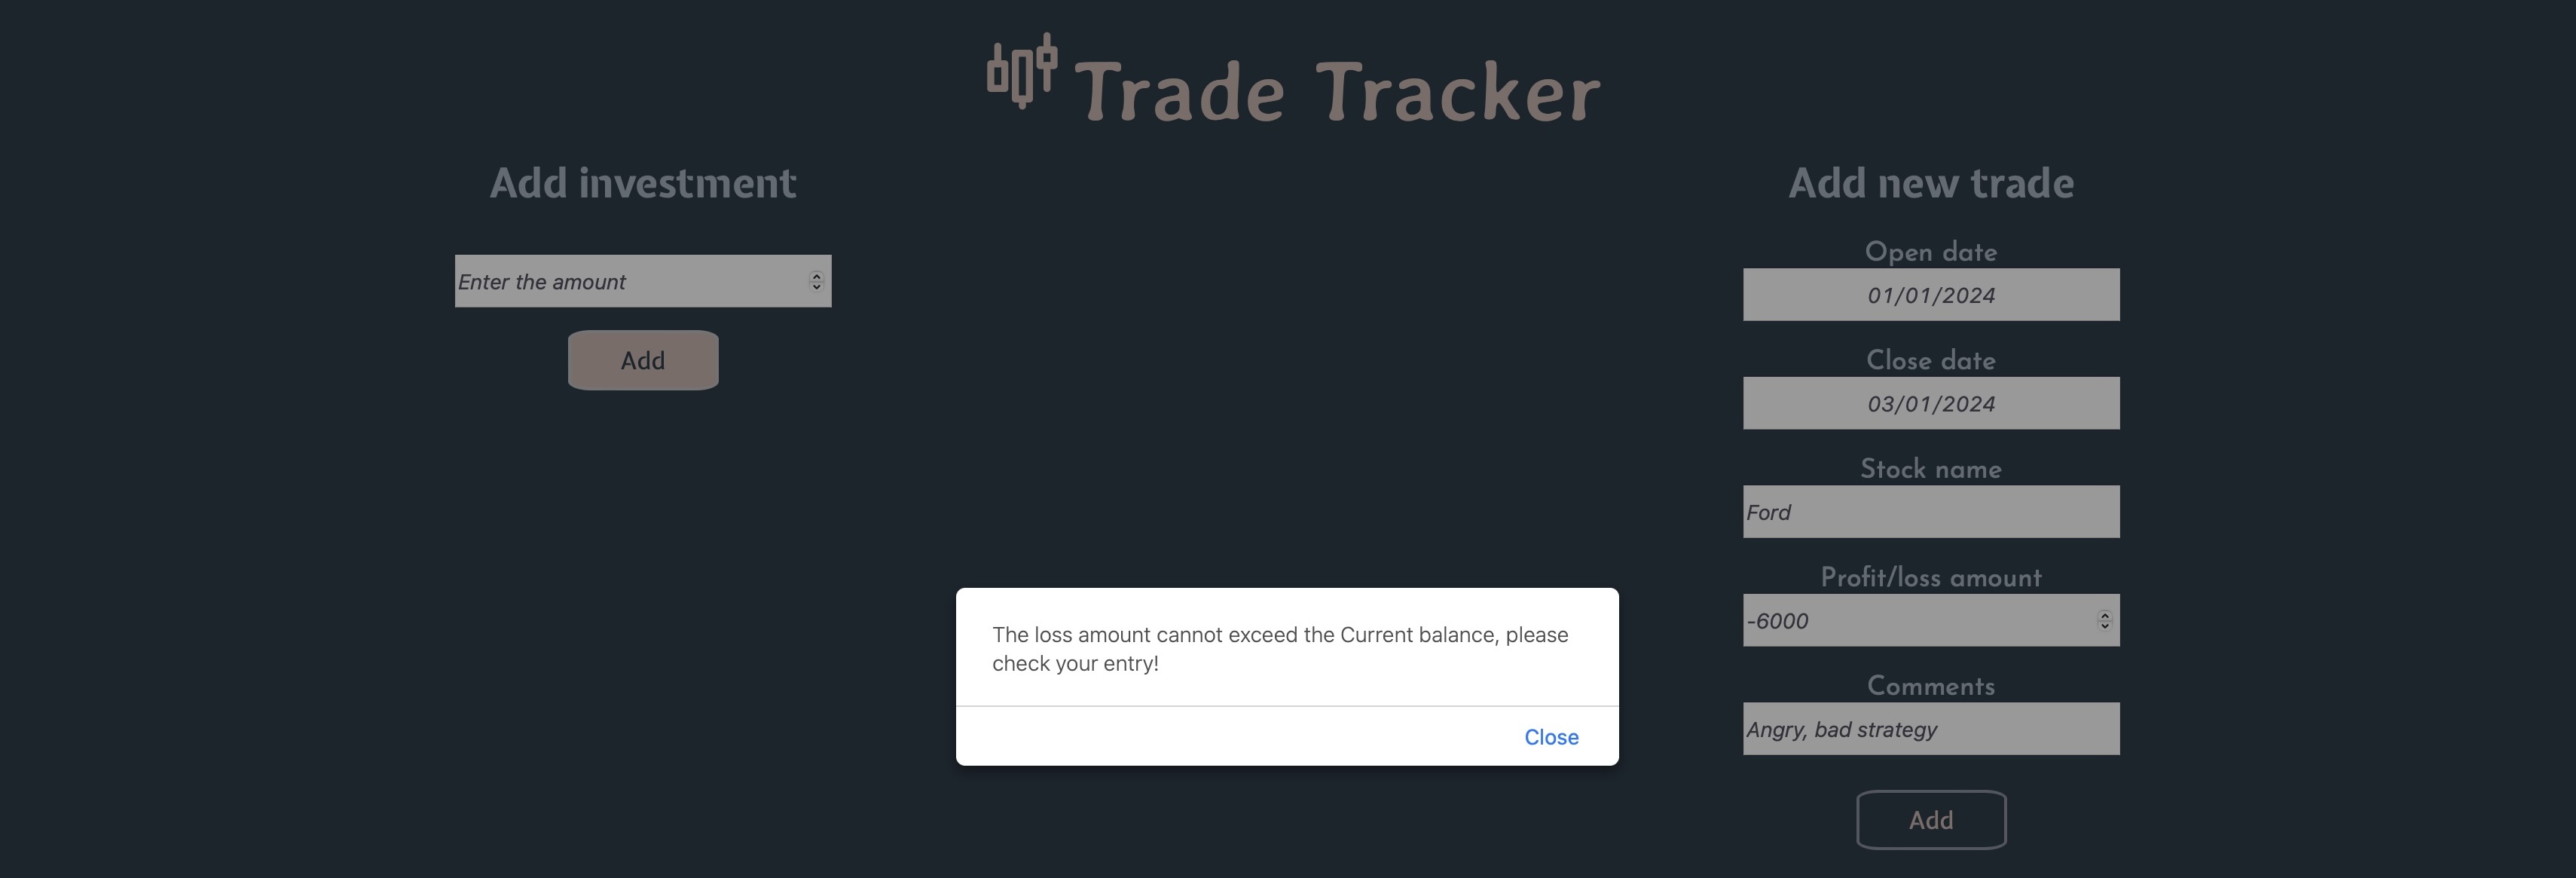 Trade Tracker
Add investment
Enter the amount
Add
Add new trade
Open date
01/01/2024
Close date
03/01/2024
Stock name
Ford
Profit/loss amount
-6000
Comments
Angry, bad strategy
Add
The loss amount cannot exceed the Current balance, please
check your entry!
Close